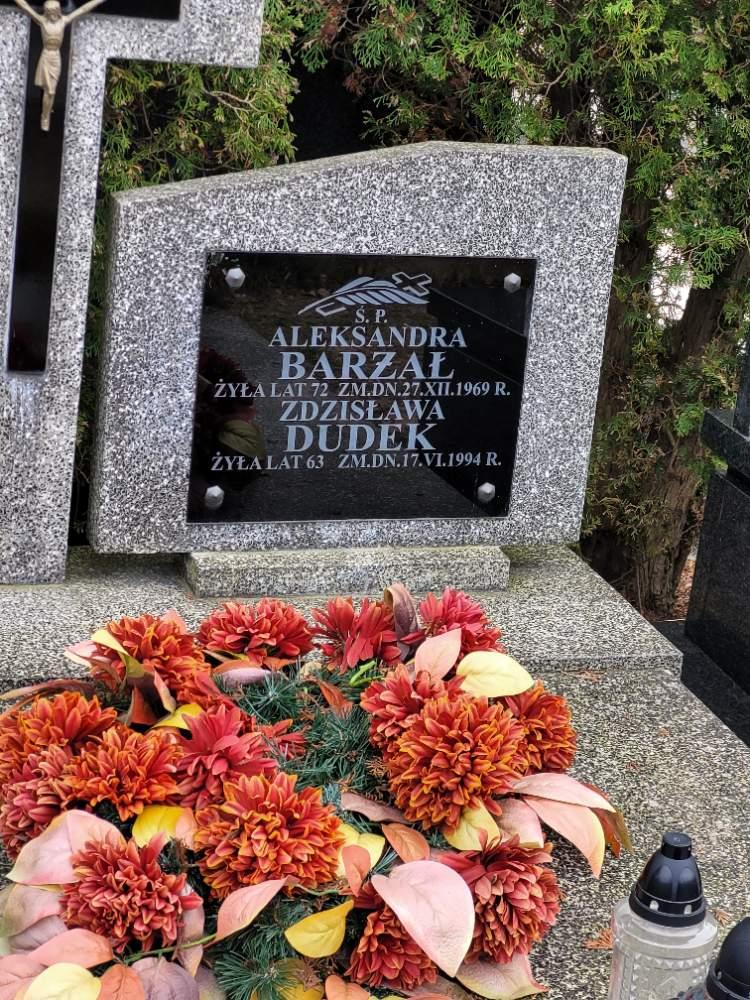 Ś. P.
ALEKSANDRA
BARZAŁ
ŻYŁA LAT 72 ZM.DN.27.XII.1969 R.
ZDZISŁAWA
DUDEK
ŻYŁA LAT 63 ZM.DN.17.VI.1994 R.